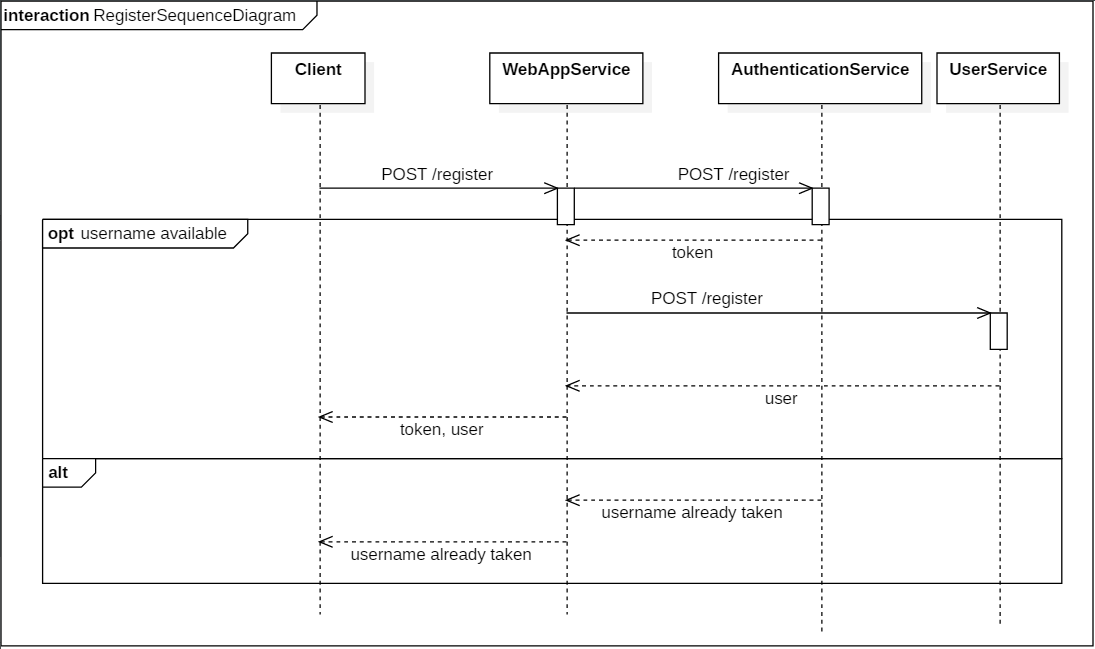 interaction RegisterSequenceDiagram
Client
WebAppService
AuthenticationService
UserService
POST /register
POST /register
opt username available
token
POST /register
user
token, user
alt
username already taken
username already taken